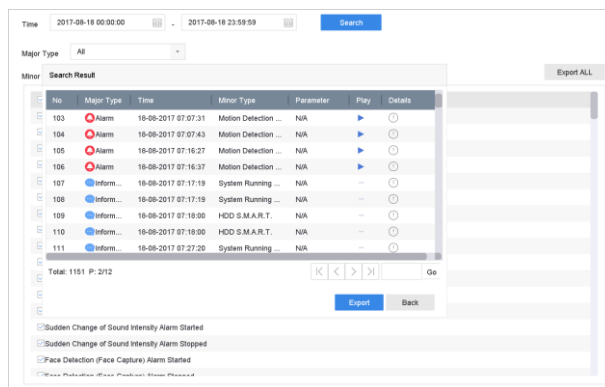 Time 2017-08-18 00:00:00 - 2017-08-18 23:59:59 Search
Major Type All
Minor Search Result Export ALL
No Major Type Time Minor Type Parameter Play Details
103 Alarm 18-08-2017 07:07:31 Motion Detection ... N/A
104 Alarm 18-08-2017 07:07:43 Motion Detection ... N/A
105 Alarm 18-08-2017 07:16:27 Motion Detection ... N/A
106 Alarm 18-08-2017 07:16:37 Motion Detection ... N/A
107 Inform... 18-08-2017 07:17:19 System Running ... N/A —
108 Inform... 18-08-2017 07:17:19 System Running ... N/A —
109 Inform... 18-08-2017 07:18:00 HDD S.M.A.R.T. N/A —
110 Inform... 18-08-2017 07:18:00 HDD S.M.A.R.T. N/A —
111 Inform... 18-08-2017 07:27:20 System Running ... N/A —
Total: 1151 P: 2/12 Go
Export Back
Sudden Change of Sound Intensity Alarm Started
Sudden Change of Sound Intensity Alarm Stopped
Face Detection (Face Capture) Alarm Started
Face Detection (Face Capture) Alarm Stopped